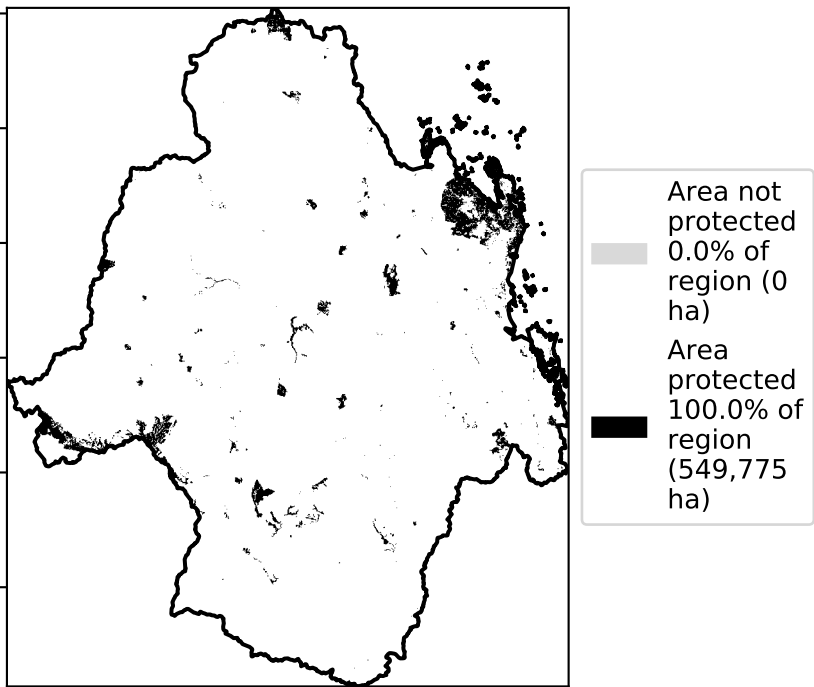 Area not
protected
0.0% of
region (0
ha)
Area
protected
100.0% of
region
(549,775
ha)